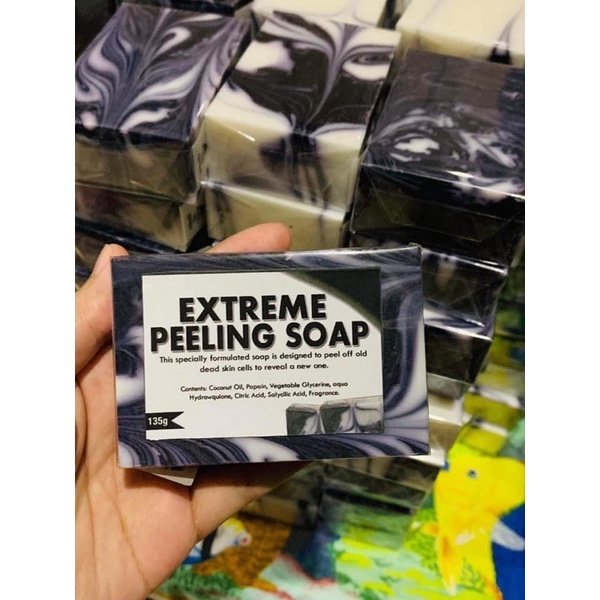 EXTREME
PEELING SOAP
This specially formulated soap is designed to peel off old
dead skin cells to reveal a new one.
Contents: Coconut Oil, Papain, Vegetable Glycerine, aqua
Hydrowquione, Citric Acid, Salycilic Acid, Fragrance.
135g